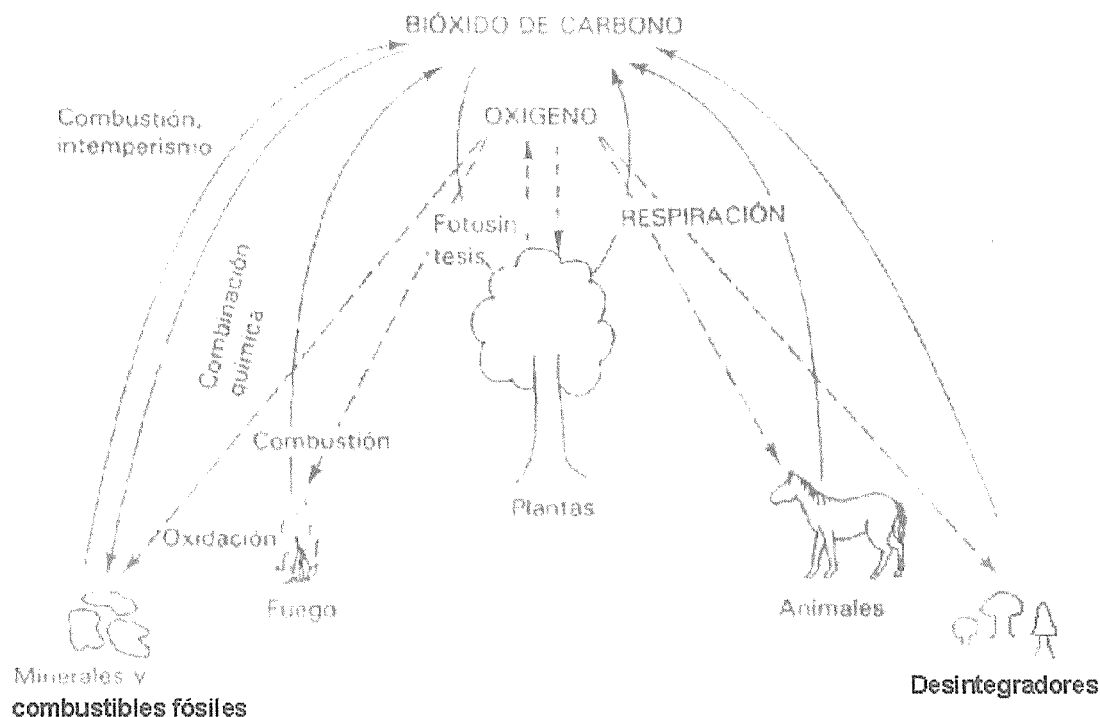 BIÓXIDO DE CARBONO
Combustión,
intemperismo
OXIGENO
Fotosin
tesis
RESPIRACIÓN
Combinación
química
Combustión
Plantas
Oxidación
Fuego
Animales
Minerales y
combustibles fósiles
Desintegradores